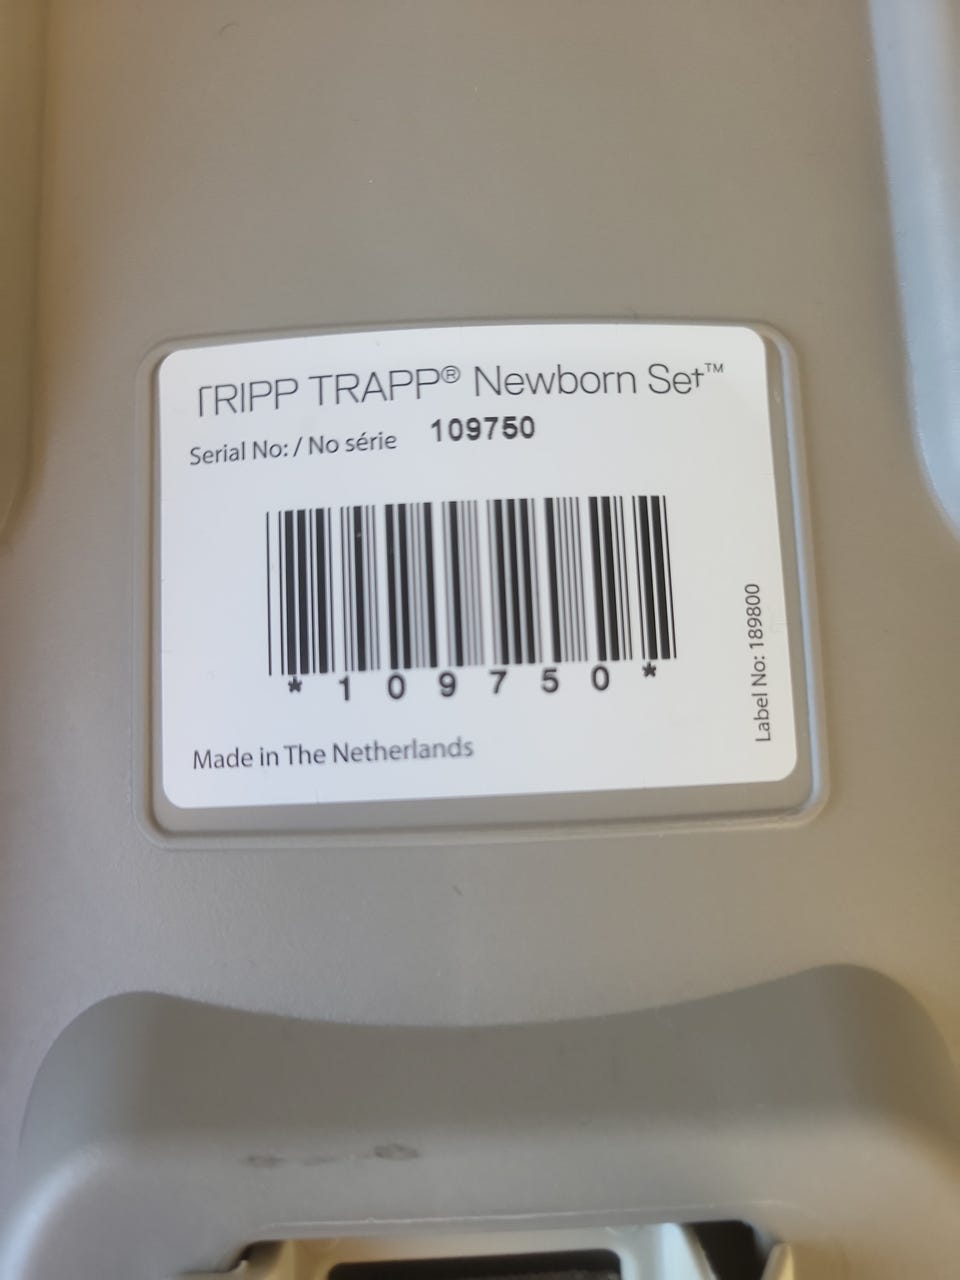 TRIPP TRAPP® Newborn Set™
Serial No: / No série 109750
*109750*
Made in The Netherlands
Label No: 189800